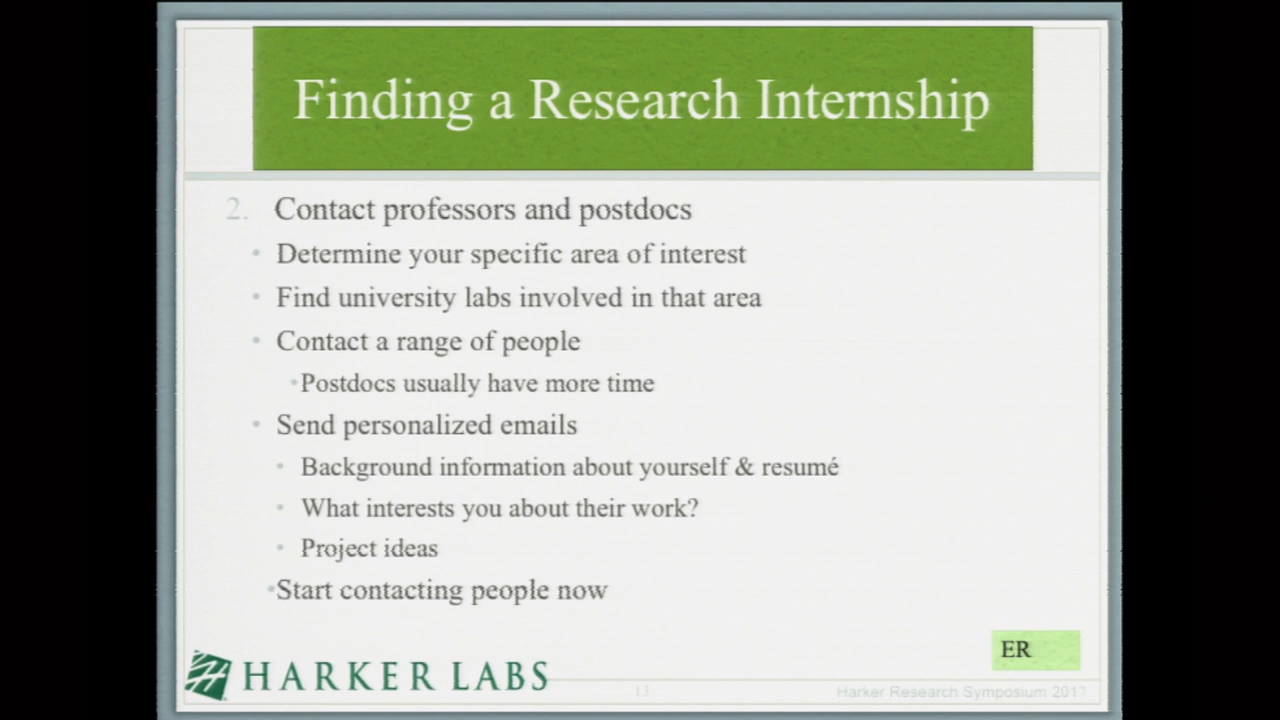 Finding a Research Internship
2. Contact professors and postdocs
• Determine your specific area of interest
• Find university labs involved in that area
• Contact a range of people
• Postdocs usually have more time
• Send personalized emails
• Background information about yourself & resumé
• What interests you about their work?
• Project ideas
• Start contacting people now
ER
HARKER LABS
13
Harker Research Symposium 2017